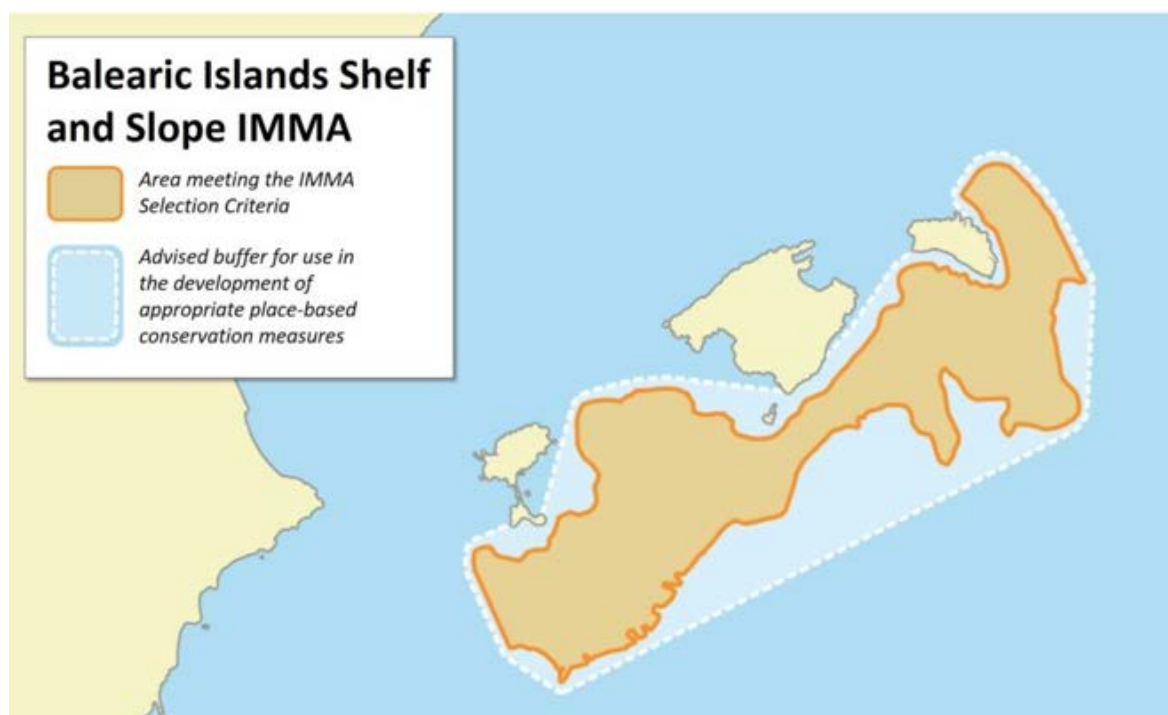 Balearic Islands Shelf
and Slope IMMA
Area meeting the IMMA
Selection Criteria
Advised buffer for use in
the development of
appropriate place-based
conservation measures